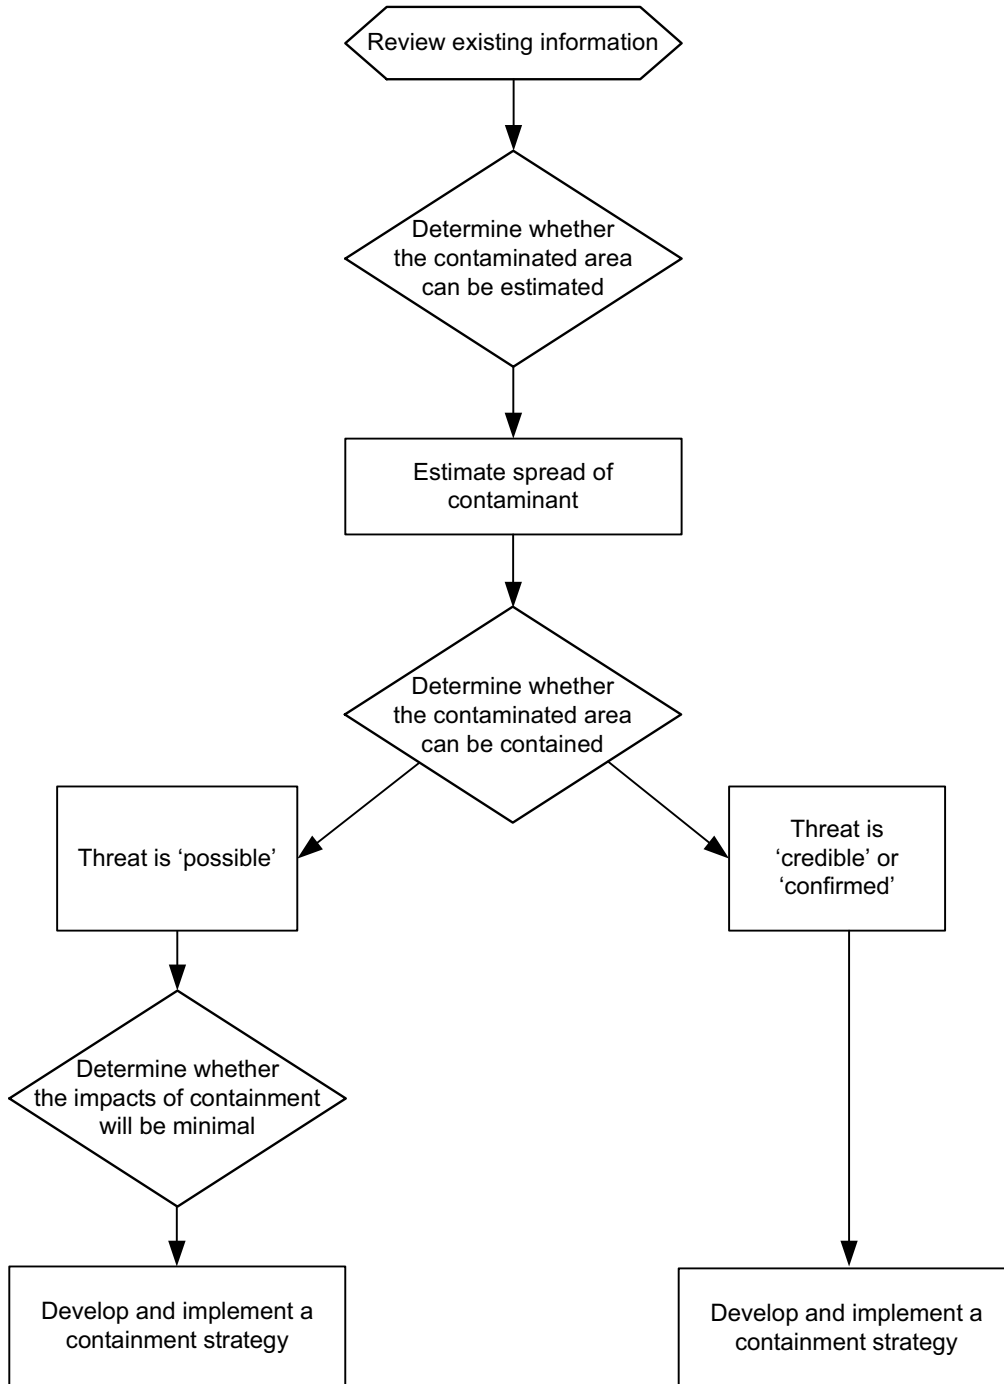 Review existing information
Determine whether
the contaminated area
can be estimated
Estimate spread of
contaminant
Determine whether
the contaminated area
can be contained
Threat is ‘possible’
Threat is
‘credible’ or
‘confirmed’
Determine whether
the impacts of containment
will be minimal
Develop and implement a
containment strategy
Develop and implement a
containment strategy